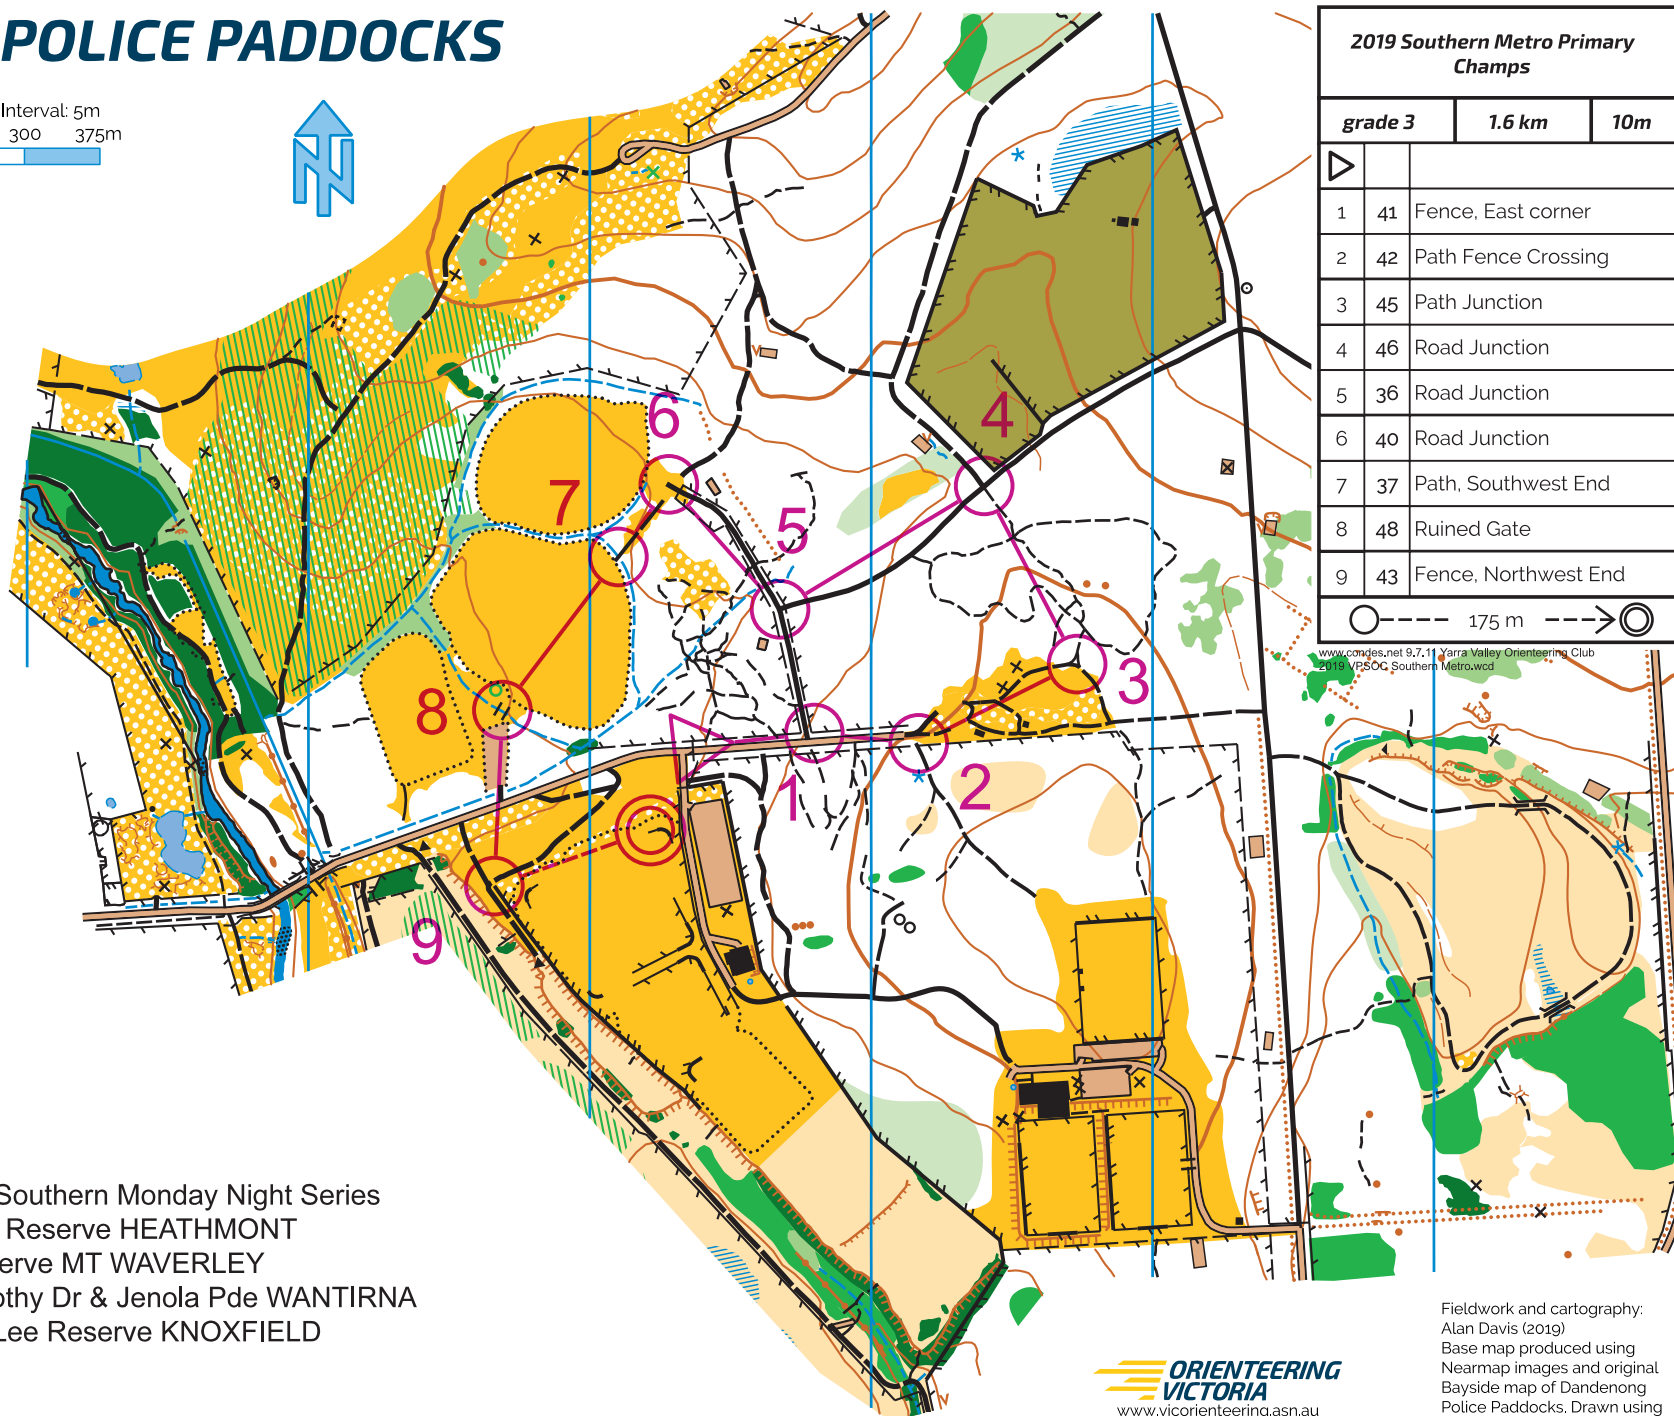 POLICE PADDOCKS
Interval: 5m
300 375m
2019 Southern Metro Primary
Champs
grade 3 1.6 km 10m
1 41 Fence, East corner
2 42 Path Fence Crossing
3 45 Path Junction
4 46 Road Junction
5 36 Road Junction
6 40 Road Junction
7 37 Path, Southwest End
8 48 Ruined Gate
9 43 Fence, Northwest End
175 m
www.condes.net 9.7.11 Yarra Valley Orienteering Club
2019 VPSOC Southern Metro.wcd
4
6
7
5
3
8
2
1
9
Southern Monday Night Series
Reserve HEATHMONT
erve MT WAVERLEY
othy Dr & Jenola Pde WANTIRNA
Lee Reserve KNOXFIELD
ORIENTEERING
VICTORIA
www.vicorienteering.asn.au
Fieldwork and cartography:
Alan Davis (2019)
Base map produced using
Nearmap images and original
Bayside map of Dandenong
Police Paddocks. Drawn using